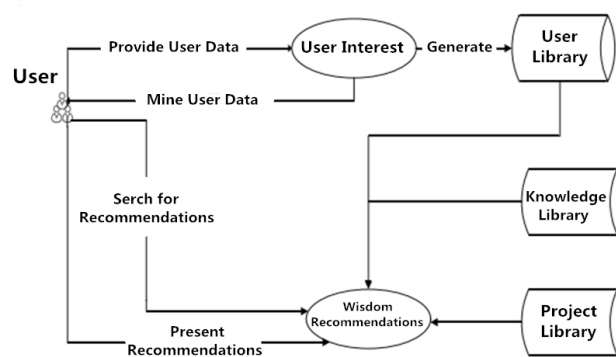 Provide User Data
User Interest
Generate
User
Library
User
Mine User Data
Serch for
Recommendations
Knowledge
Library
Wisdom
Recommendations
Project
Library
Present
Recommendations